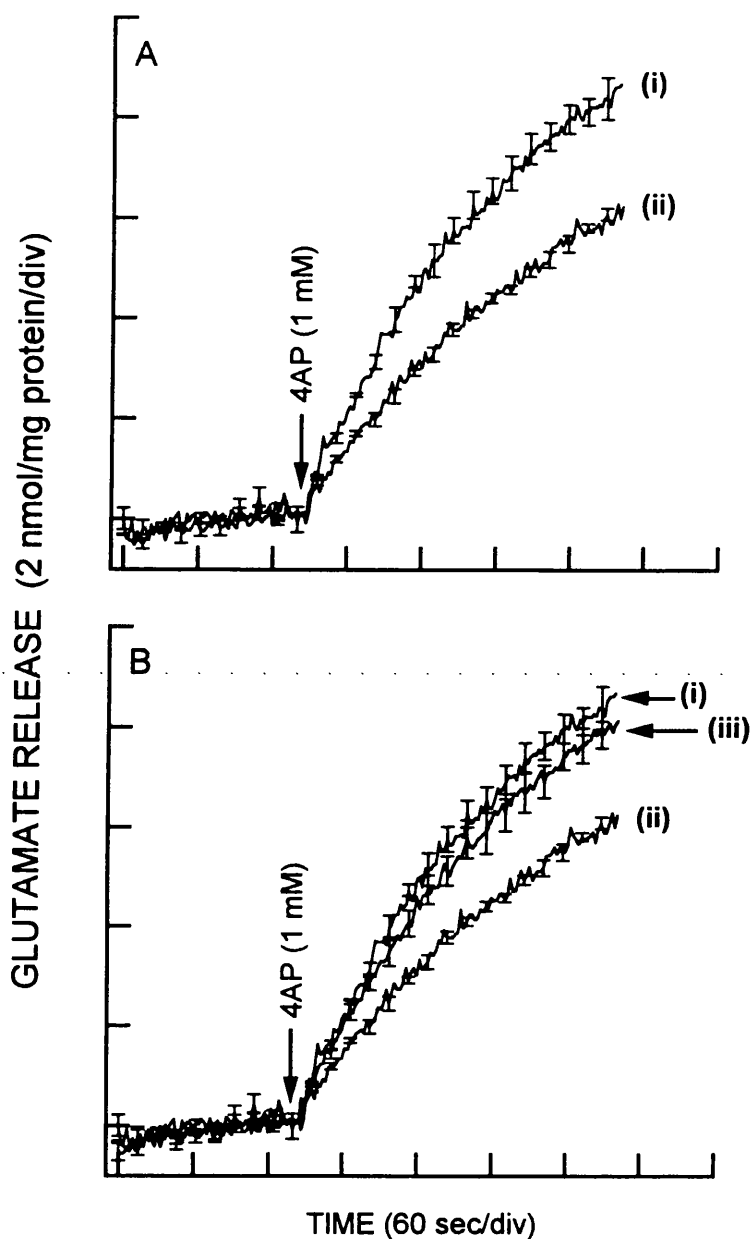 A
(i)
(ii)
4AP (1 mM)
GLUTAMATE RELEASE (2 nmol/mg protein/div)
B
(i)
(iii)
(ii)
4AP (1 mM)
TIME (60 sec/div)